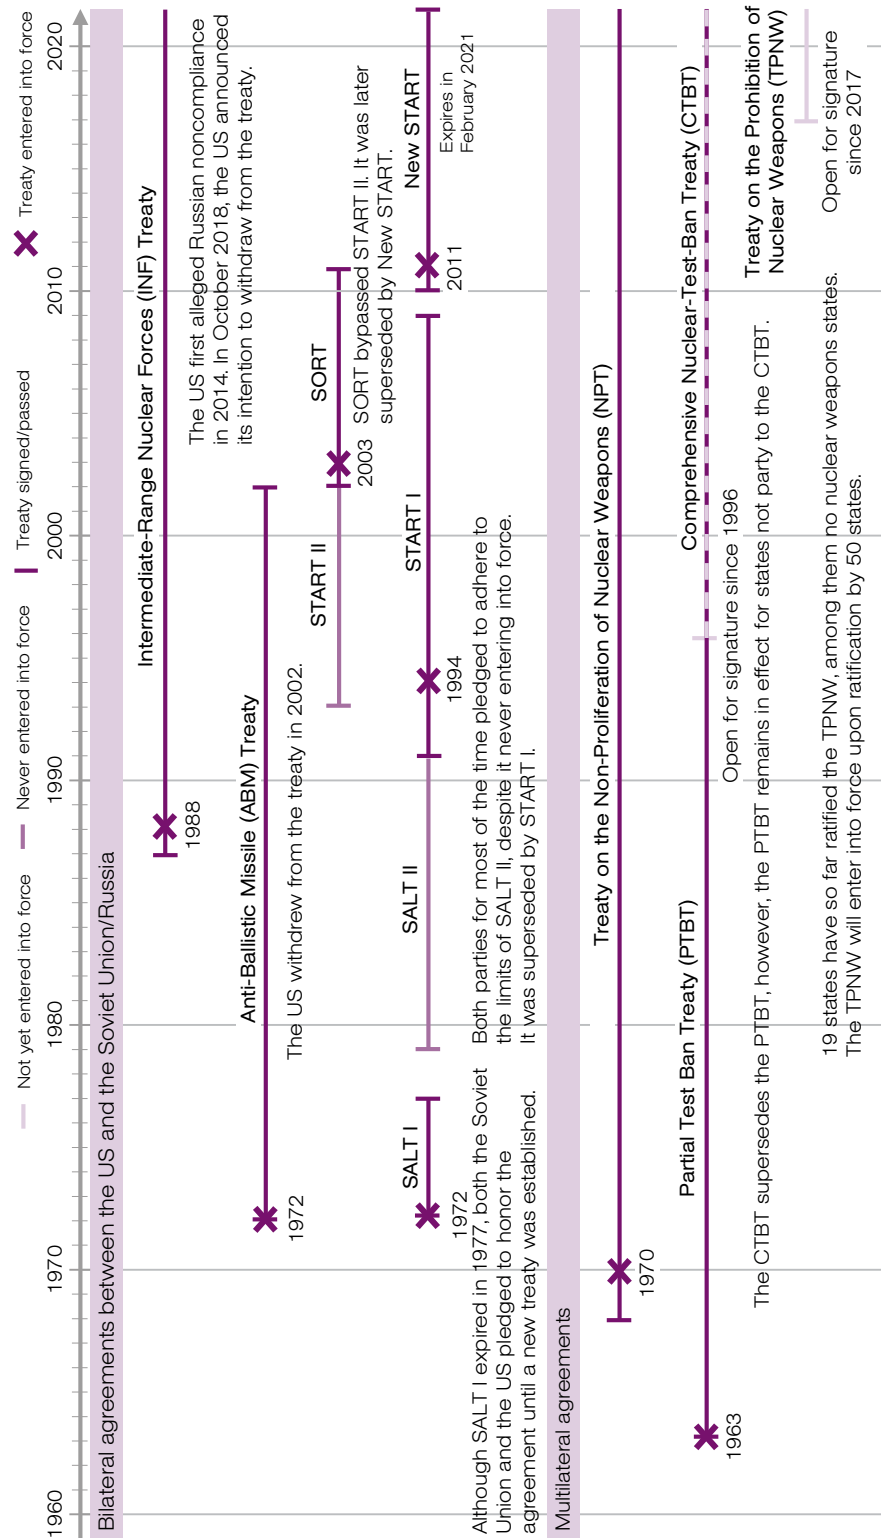 Not yet entered into force
Never entered into force
Treaty signed/passed
Treaty entered into force
1960
1970
1980
1990
2000
2010
2020
Bilateral agreements between the US and the Soviet Union/Russia
Intermediate-Range Nuclear Forces (INF) Treaty
1988
The US first alleged Russian noncompliance
in 2014. In October 2018, the US announced
its intention to withdraw from the treaty.
Anti-Ballistic Missile (ABM) Treaty
1972
The US withdrew from the treaty in 2002.
START II
SORT
2003
SORT bypassed START II. It was later
superseded by New START.
SALT I
SALT II
START I
New START
1972
1994
2011
Expires in
February 2021
Although SALT I expired in 1977, both the Soviet
Union and the US pledged to honor the
agreement until a new treaty was established.
Both parties for most of the time pledged to adhere to
the limits of SALT II, despite it never entering into force.
It was superseded by START I.
Multilateral agreements
Treaty on the Non-Proliferation of Nuclear Weapons (NPT)
1970
Partial Test Ban Treaty (PTBT)
Comprehensive Nuclear-Test-Ban Treaty (CTBT)
1963
Open for signature since 1996
The CTBT supersedes the PTBT, however, the PTBT remains in effect for states not party to the CTBT.
Treaty on the Prohibition of
Nuclear Weapons (TPNW)
Open for signature
since 2017
19 states have so far ratified the TPNW, among them no nuclear weapons states.
The TPNW will enter into force upon ratification by 50 states.